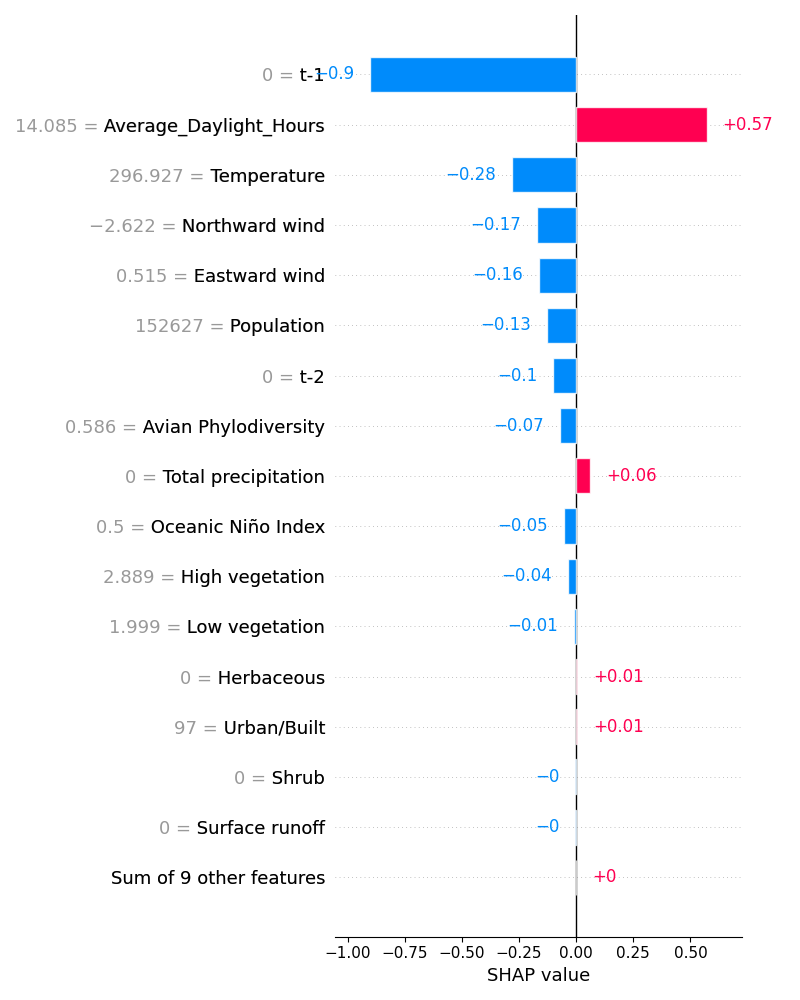 0 = t-1 −0.9
14.085 = Average_Daylight_Hours +0.57
296.927 = Temperature −0.28
−2.622 = Northward wind −0.17
0.515 = Eastward wind −0.16
152627 = Population −0.13
0 = t-2 −0.1
0.586 = Avian Phylodiversity −0.07
0 = Total precipitation +0.06
0.5 = Oceanic Niño Index −0.05
2.889 = High vegetation −0.04
1.999 = Low vegetation −0.01
0 = Herbaceous +0.01
97 = Urban/Built +0.01
0 = Shrub −0
0 = Surface runoff −0
Sum of 9 other features +0
−1.00 −0.75 −0.50 −0.25 0.00 0.25 0.50
SHAP value